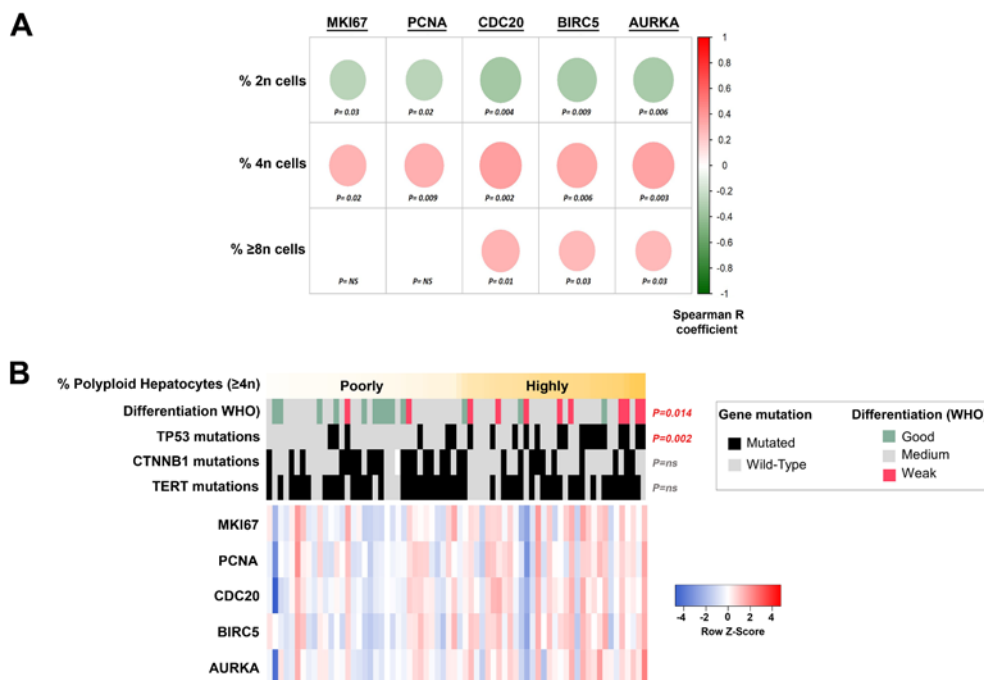 A
MKI67 PCNA CDC20 BIRC5 AURKA
% 2n cells
P= 0.03 P= 0.02 P= 0.004 P= 0.009 P= 0.006
% 4n cells
P= 0.02 P= 0.009 P= 0.002 P= 0.006 P= 0.003
% ≥8n cells
P= NS P= NS P= 0.01 P= 0.03 P= 0.03
1
0.8
0.6
0.4
0.2
0
-0.2
-0.4
-0.6
-0.8
-1
Spearman R
coefficient
B
% Polyploid Hepatocytes (≥4n) Poorly Highly
Differentiation WHO) P=0.014
TP53 mutations P=0.002
CTNNB1 mutations P=ns
TERT mutations P=ns
Gene mutation
Mutated
Wild-Type
Differentiation (WHO)
Good
Medium
Weak
MKI67
PCNA
CDC20
BIRC5
AURKA
-4 -2 0 2 4
Row Z-Score